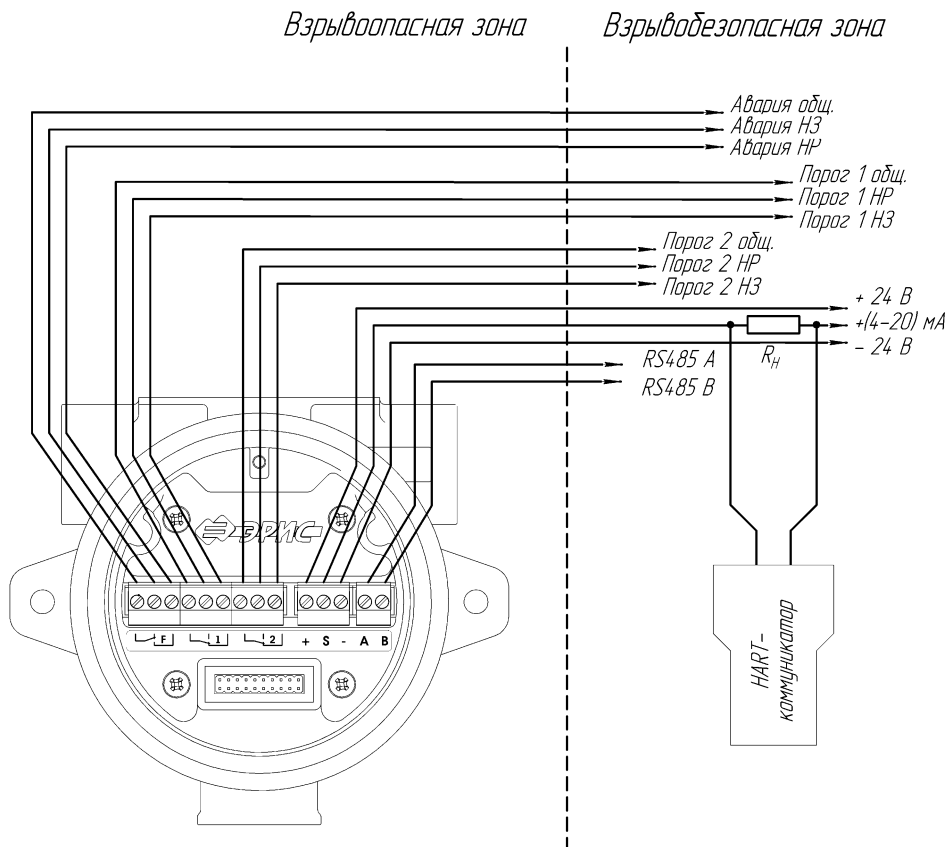 Взрывоопасная зона
Взрывобезопасная зона
Авария общ.
Авария НЗ
Авария НР
Порог 1 общ.
Порог 1 НР
Порог 1 НЗ
Порог 2 общ.
Порог 2 НР
Порог 2 НЗ
+ 24 В
+(4-20) мА
- 24 В
RН
RS485 A
RS485 B
ЭРИС
F 1 2 + S - A B
HART-
коммуникатор